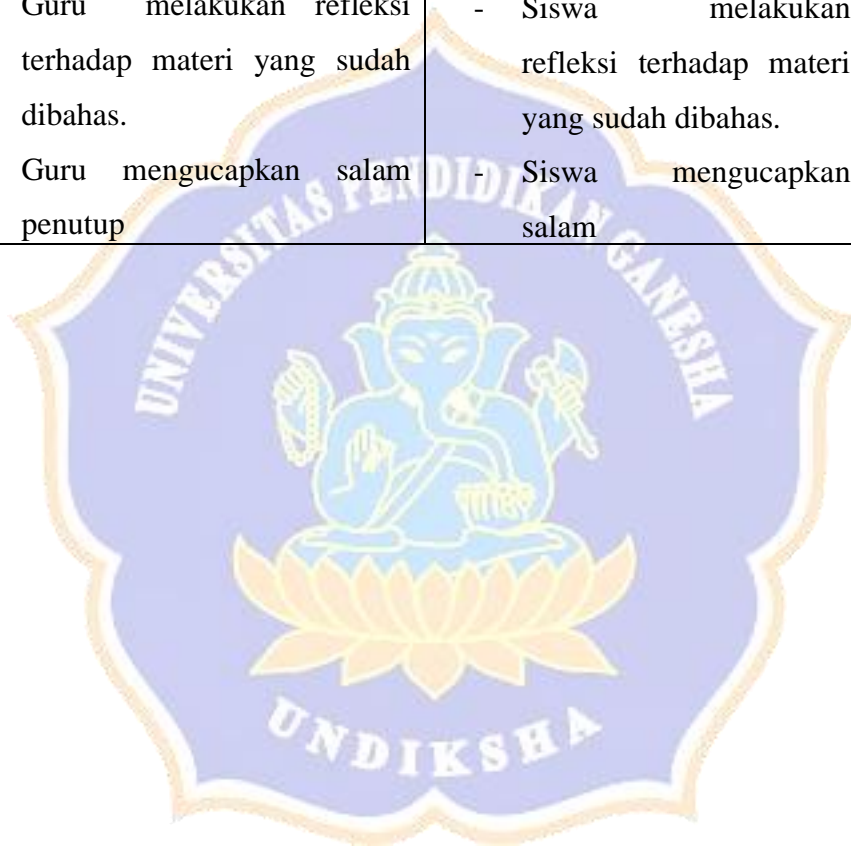 Guru melakukan refleksi
terhadap materi yang sudah
dibahas.
Guru mengucapkan salam
penutup
- Siswa melakukan
refleksi terhadap materi
yang sudah dibahas.
- Siswa mengucapkan
salam
UNIVERSITAS PENDIDIKAN GANESHA
UNDIKSHA